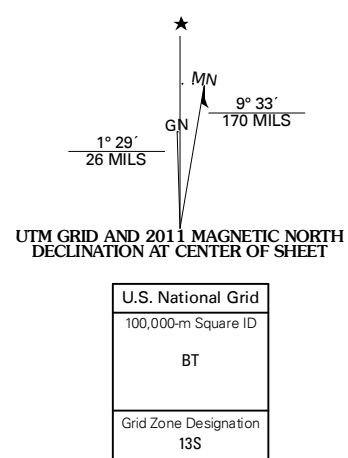 ★
MN
GN
9° 33´
170 MILS
1° 29´
26 MILS
UTM GRID AND 2011 MAGNETIC NORTH
DECLINATION AT CENTER OF SHEET
U.S. National Grid
100,000-m Square ID
BT
Grid Zone Designation
13S